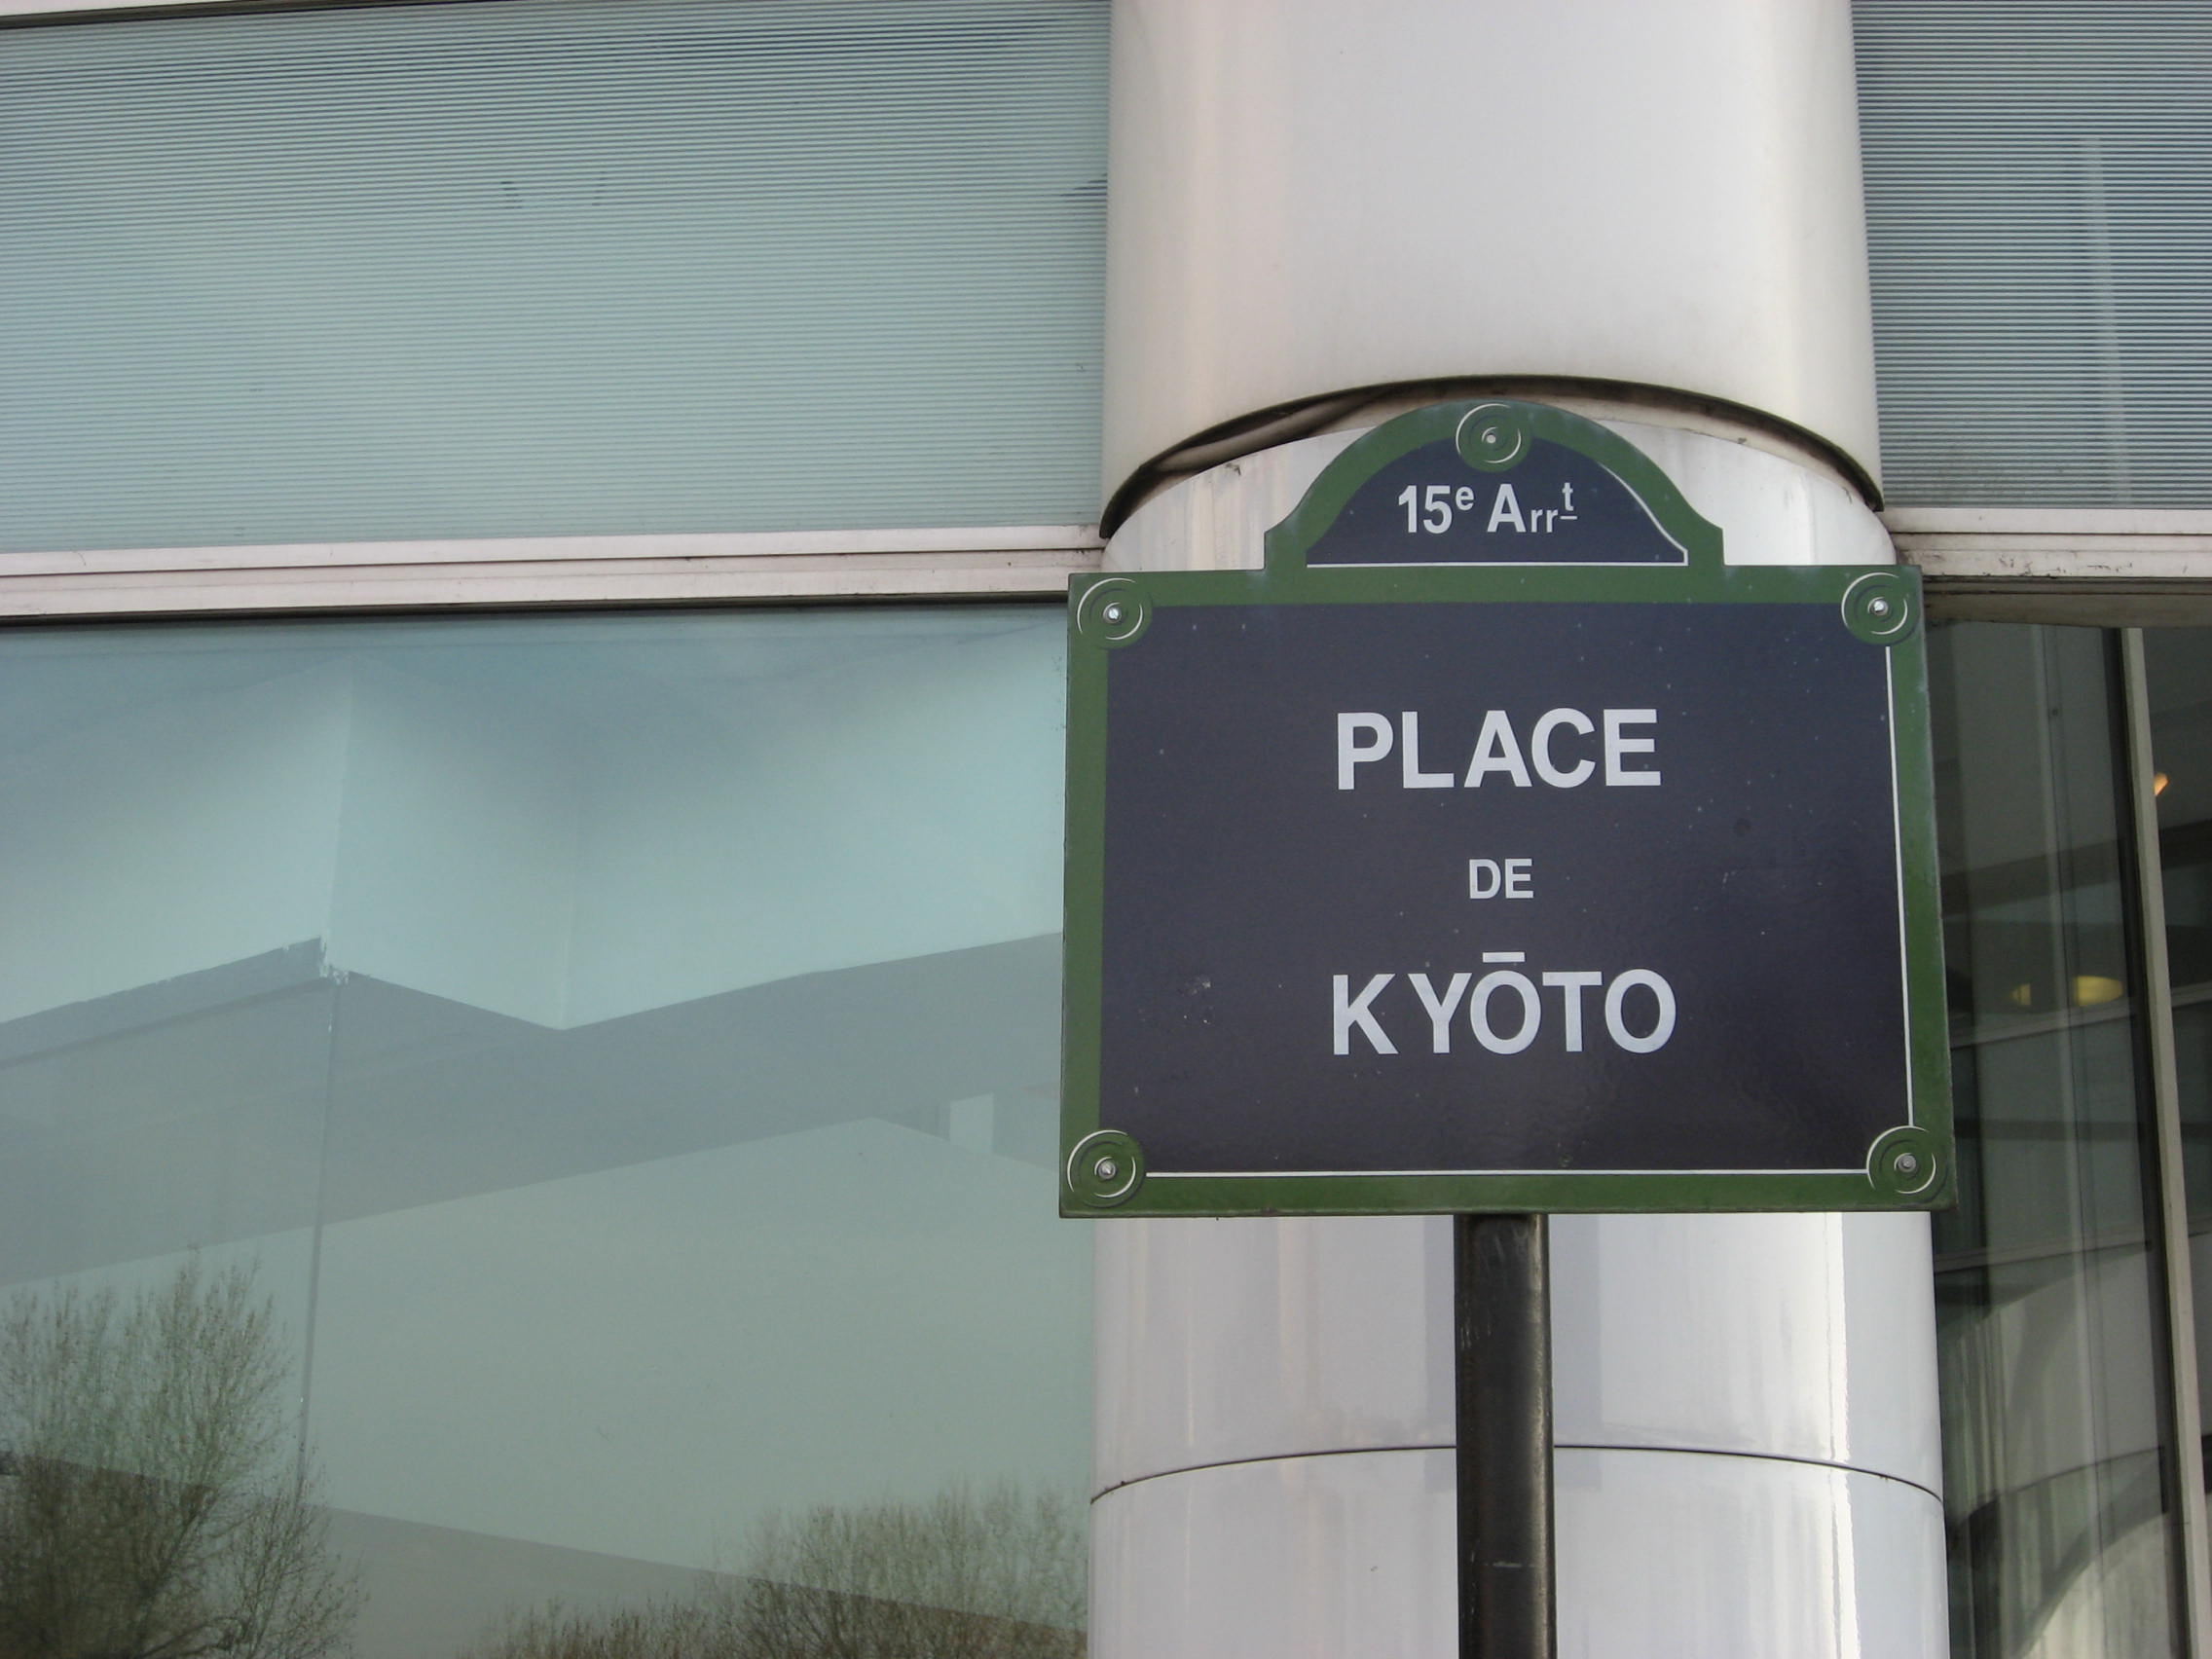 15e Arrt
PLACE
DE
KYŌTO